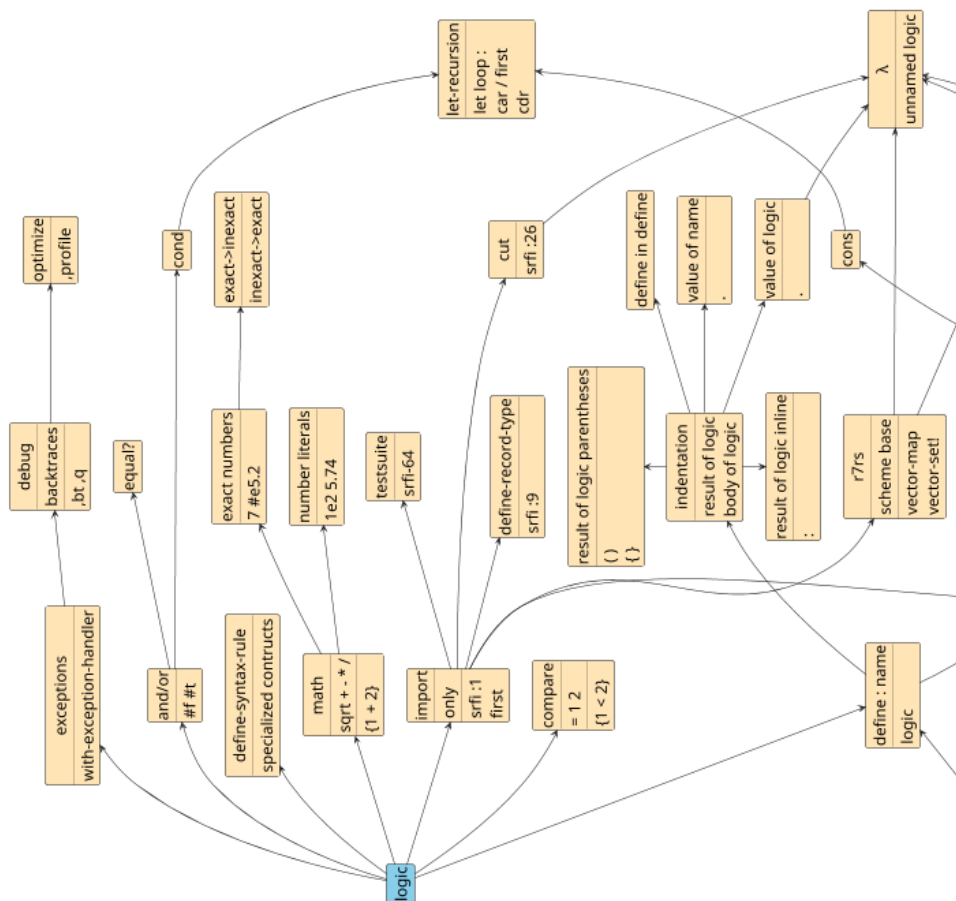 let-recursion
let loop :
car / first
cdr
λ
unnamed logic
optimize
,profile
cond
exact->inexact
inexact->exact
cut
srfi :26
define in define
value of name
.
value of logic
.
cons
debug
backtraces
,bt ,q
equal?
exact numbers
7 #e5.2
number literals
1e2 5.74
testsuite
srfi-64
define-record-type
srfi :9
result of logic parentheses
( )
{ }
indentation
result of logic
body of logic
result of logic inline
:
r7rs
scheme base
vector-map
vector-set!
exceptions
with-exception-handler
and/or
#f #t
define-syntax-rule
specialized contructs
math
sqrt + - * /
{1 + 2}
import
only
srfi :1
first
compare
= 1 2
{1 < 2}
define : name
logic
logic